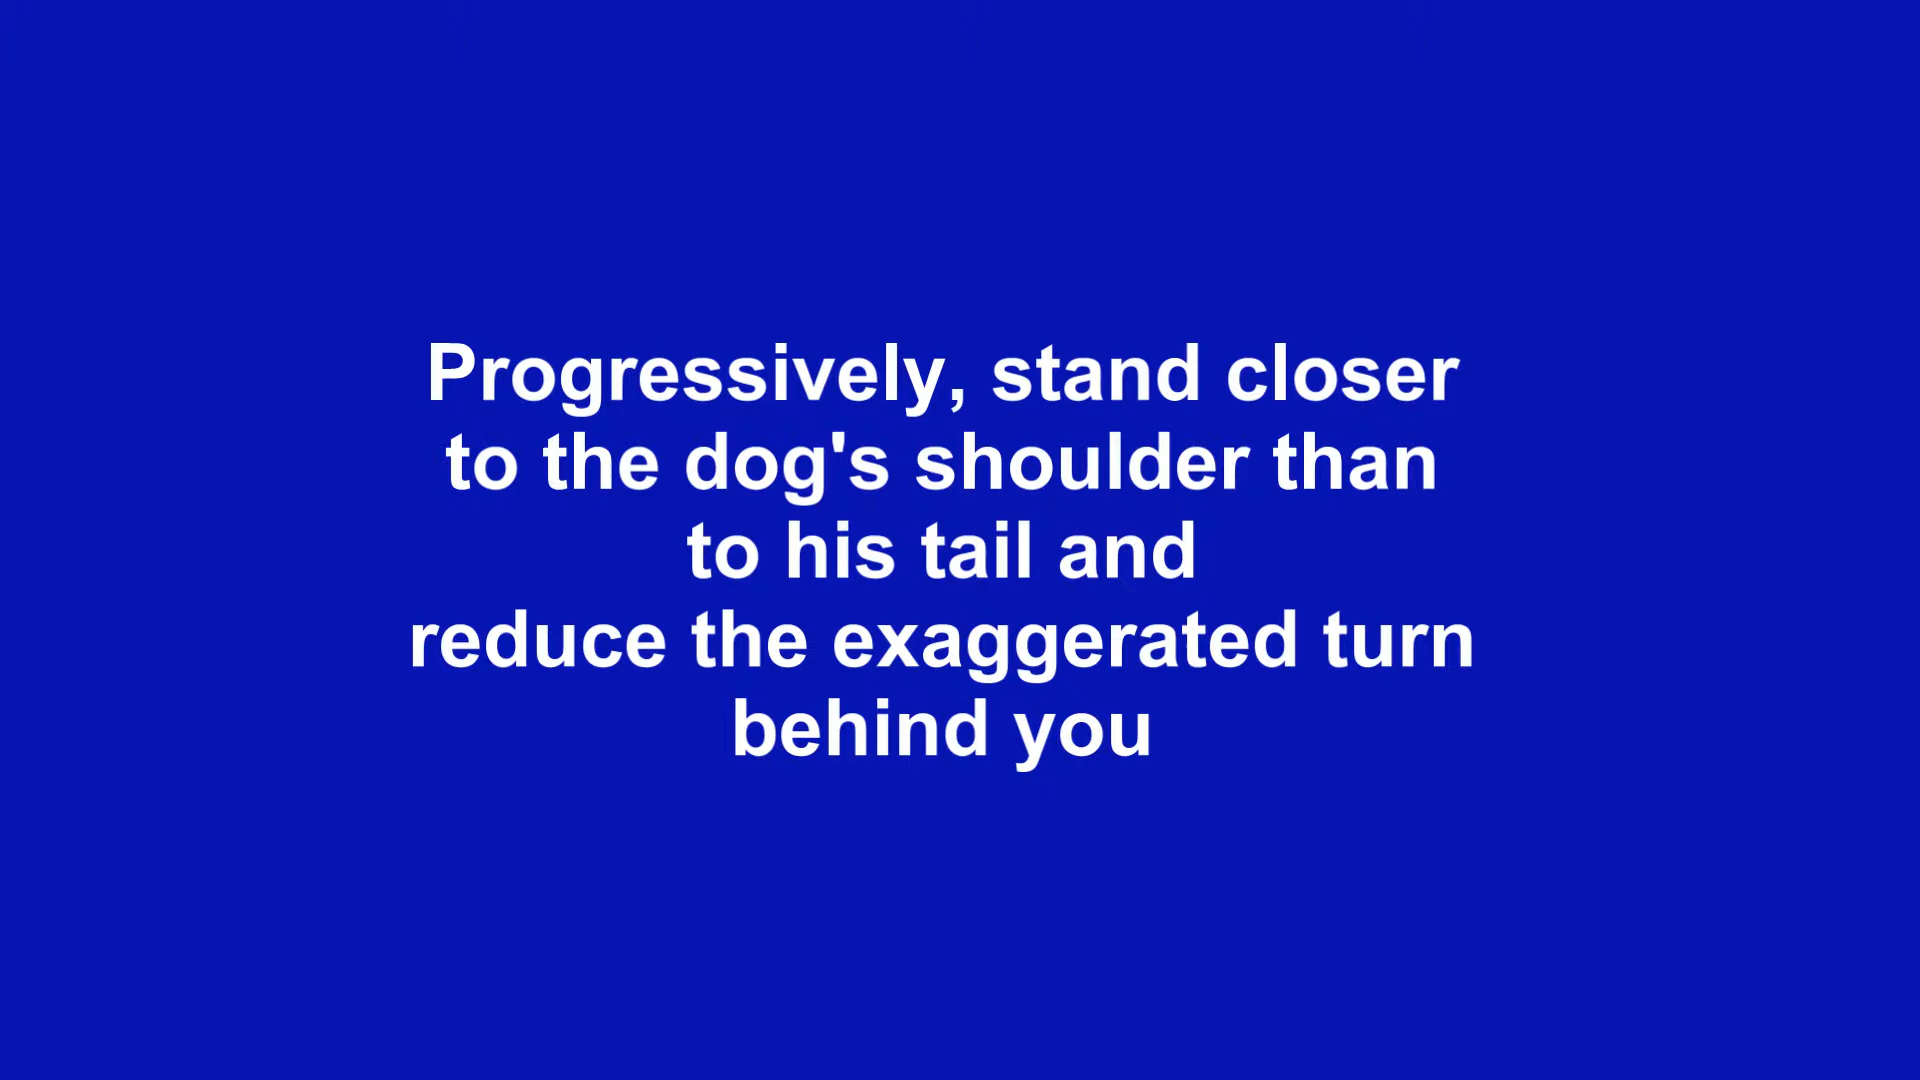 Progressively, stand closer
to the dog's shoulder than
to his tail and
reduce the exaggerated turn
behind you